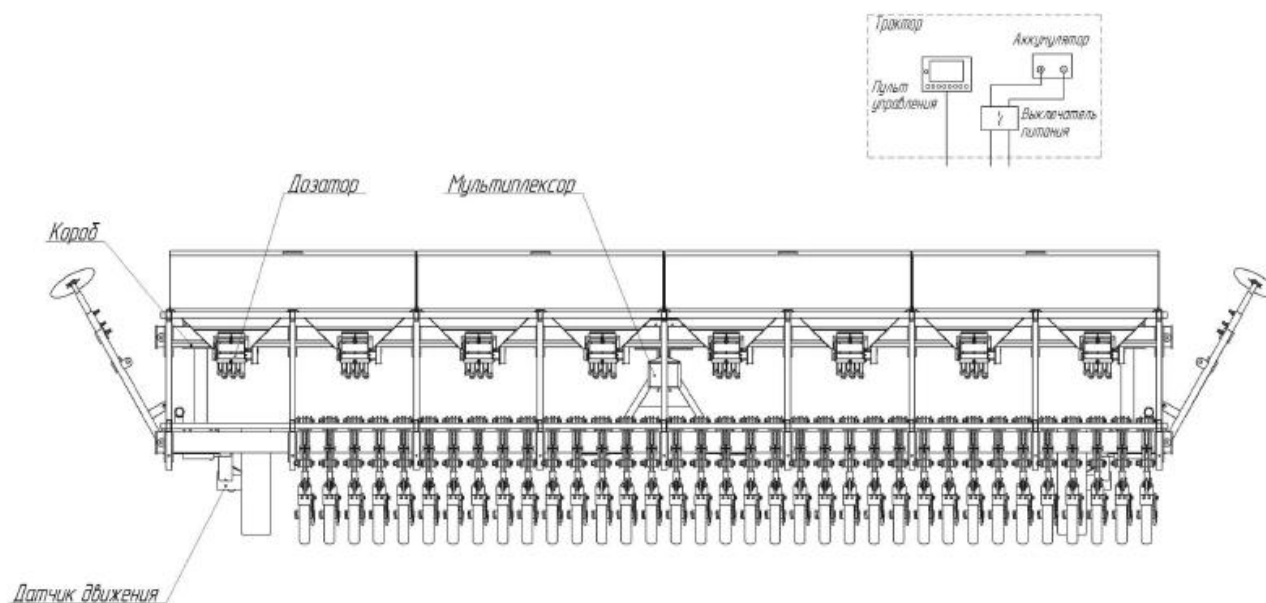 Трактор
Аккумулятор
Пульт
управления
Выключатель
питания
Дозатор
Мультиплексор
Короб
Датчик движения